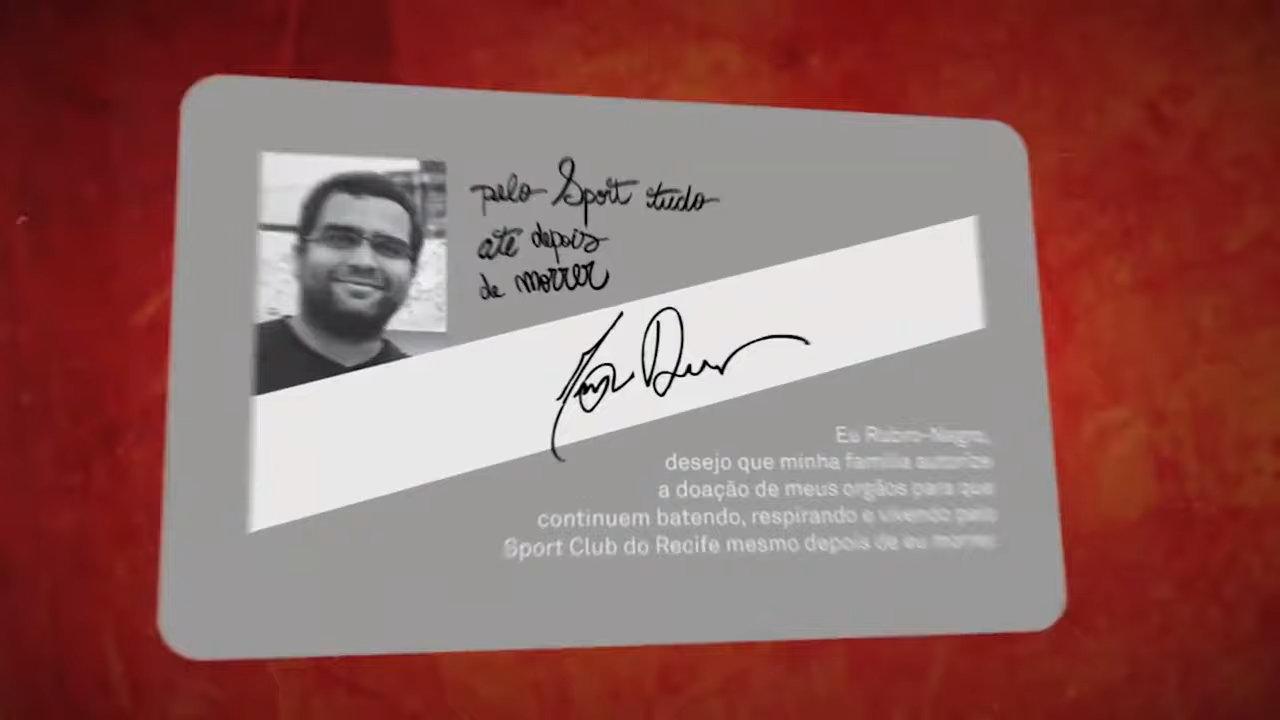 pelo Sport tudo
até depois
de morrer
Eu Rubro-Negro,
desejo que minha família autorize
a doação de meus orgãos para que
continuem batendo, respirando e vivendo pelo
Sport Club do Recife mesmo depois de eu morrer.